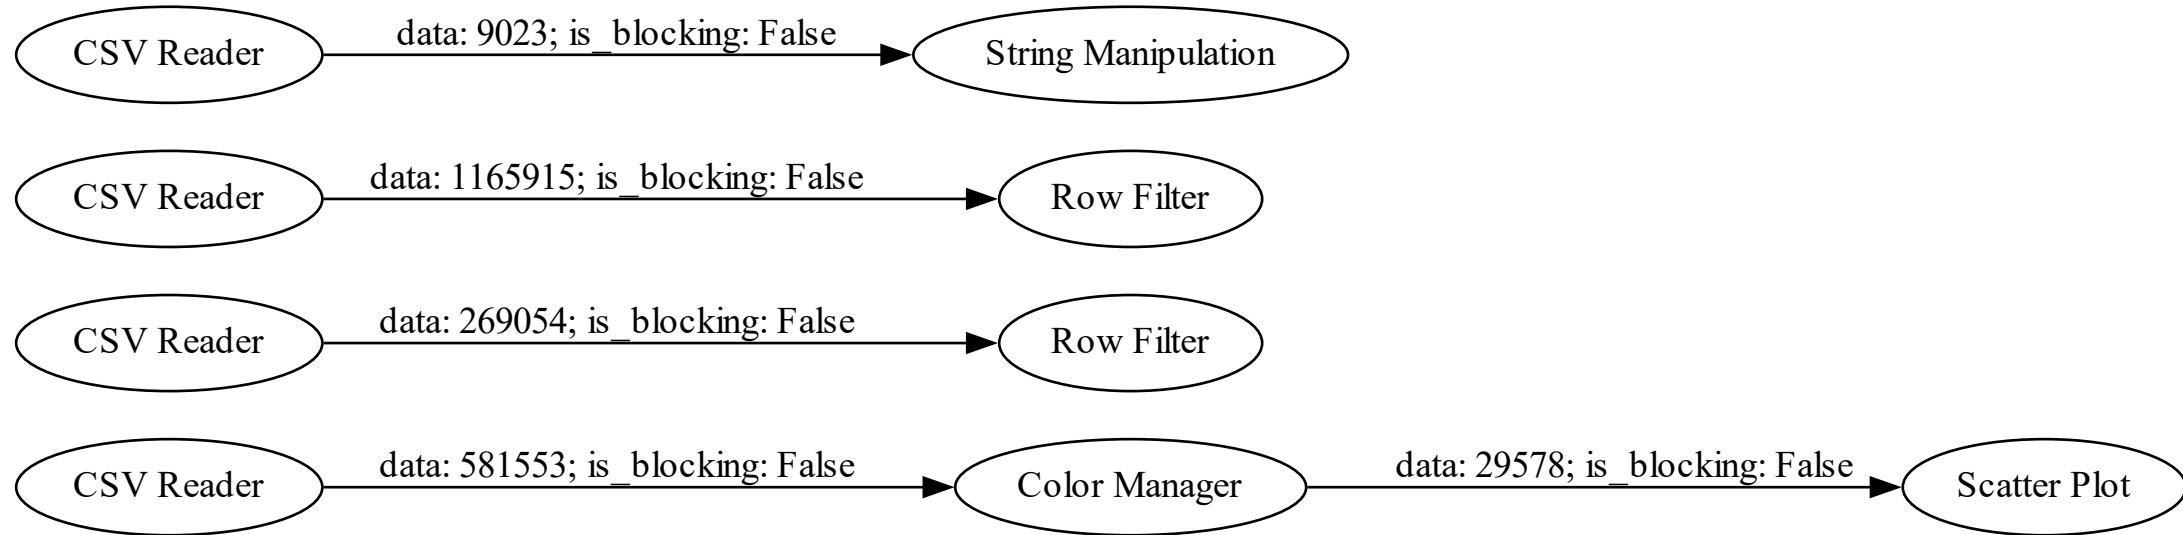 CSV Reader data: 9023; is_blocking: False String Manipulation
CSV Reader data: 1165915; is_blocking: False Row Filter
CSV Reader data: 269054; is_blocking: False Row Filter
CSV Reader data: 581553; is_blocking: False Color Manager data: 29578; is_blocking: False Scatter Plot